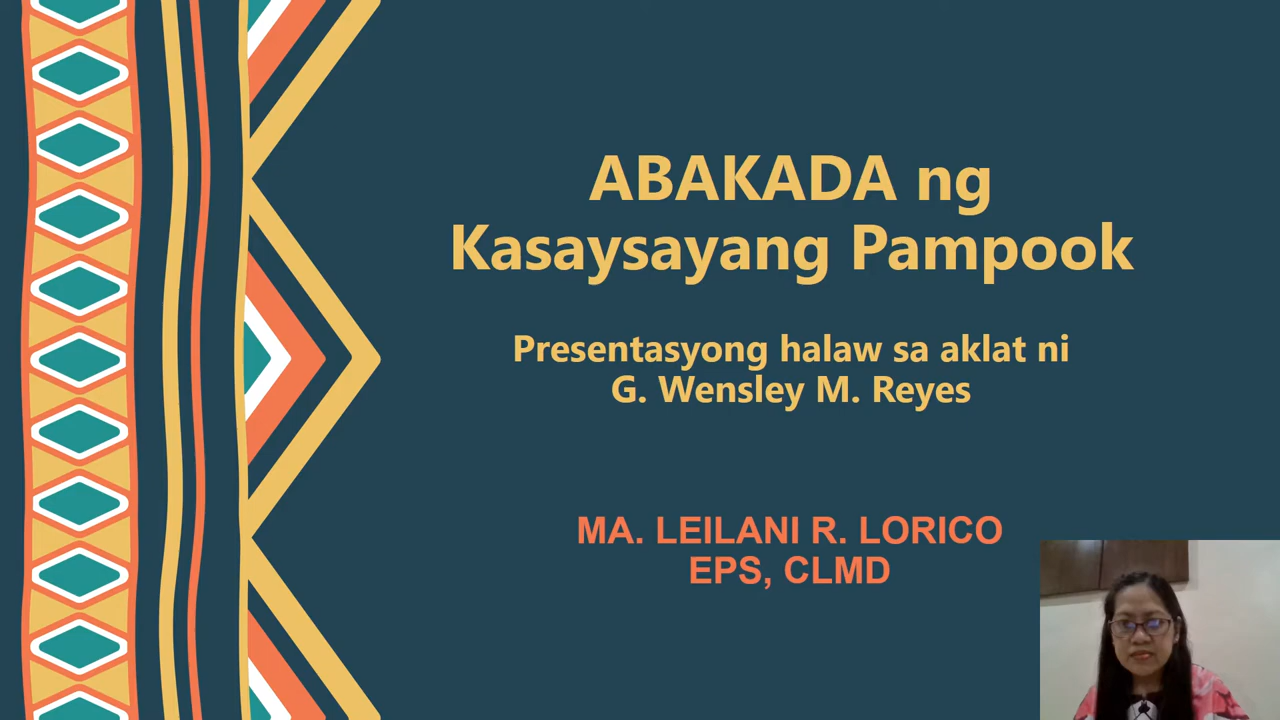 ABAKADA ng
Kasaysayang Pampook
Presentasyong halaw sa aklat ni
G. Wensley M. Reyes
MA. LEILANI R. LORICO
EPS, CLMD